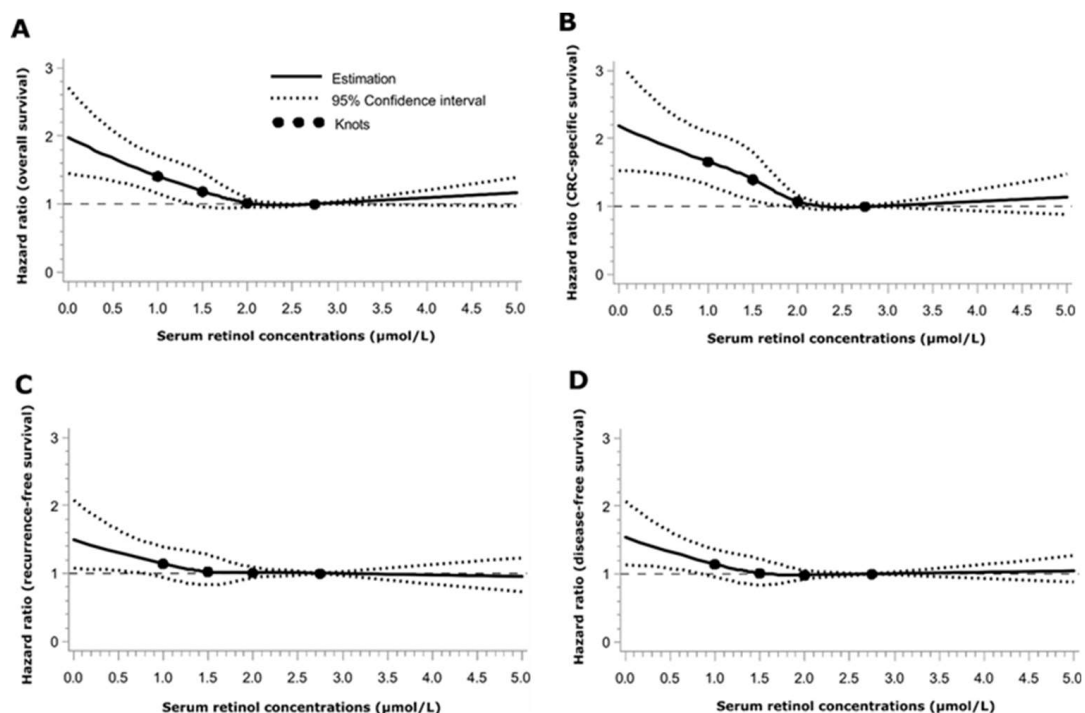 A
Hazard ratio (overall survival)
3
2
1
0
Estimation
95% Confidence interval
Knots
0.0 0.5 1.0 1.5 2.0 2.5 3.0 3.5 4.0 4.5 5.0
Serum retinol concentrations (µmol/L)
B
Hazard ratio (CRC-specific survival)
3
2
1
0
0.0 0.5 1.0 1.5 2.0 2.5 3.0 3.5 4.0 4.5 5.0
Serum retinol concentrations (µmol/L)
C
Hazard ratio (recurrence-free survival)
3
2
1
0
0.0 0.5 1.0 1.5 2.0 2.5 3.0 3.5 4.0 4.5 5.0
Serum retinol concentrations (µmol/L)
D
Hazard ratio (disease-free survival)
3
2
1
0
0.0 0.5 1.0 1.5 2.0 2.5 3.0 3.5 4.0 4.5 5.0
Serum retinol concentrations (µmol/L)